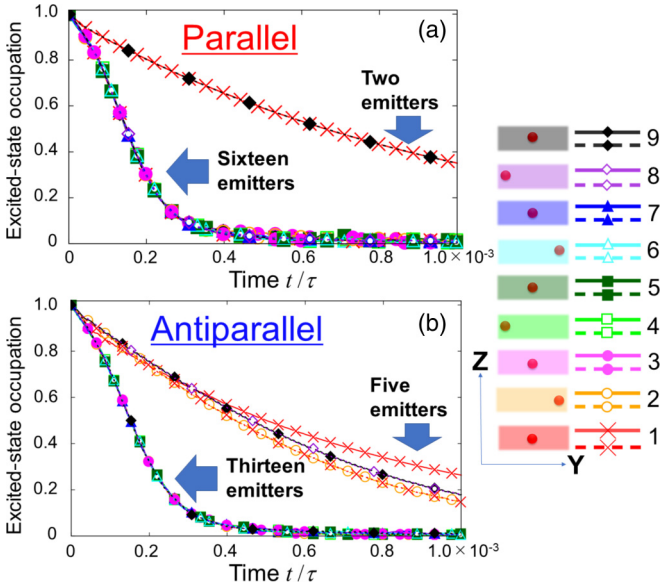 Parallel
(a)
Excited-state occupation
1.0
0.8
0.6
0.4
0.2
0
Two
emitters
Sixteen
emitters
0 0.2 0.4 0.6 0.8 1.0 × 10⁻³
Time t/τ
Antiparallel
(b)
Excited-state occupation
1.0
0.8
0.6
0.4
0.2
0
Five
emitters
Thirteen
emitters
0 0.2 0.4 0.6 0.8 1.0 × 10⁻³
Time t/τ
9
8
7
6
5
4
3
2
1
Z
Y